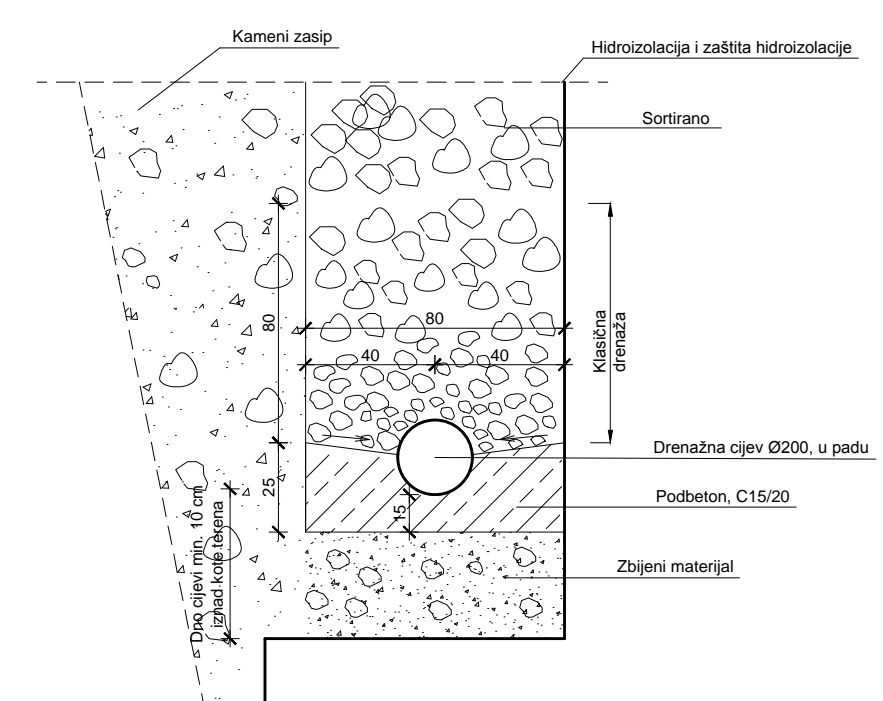 Kameni zasip
Hidroizolacija i zaštita hidroizolacije
Sortirano
80
80
40
40
Klasična
drenaža
Drenažna cijev Ø200, u padu
25
15
Podbeton, C15/20
Dno cijevi min. 10 cm
iznad kote terena
Zbijeni materijal